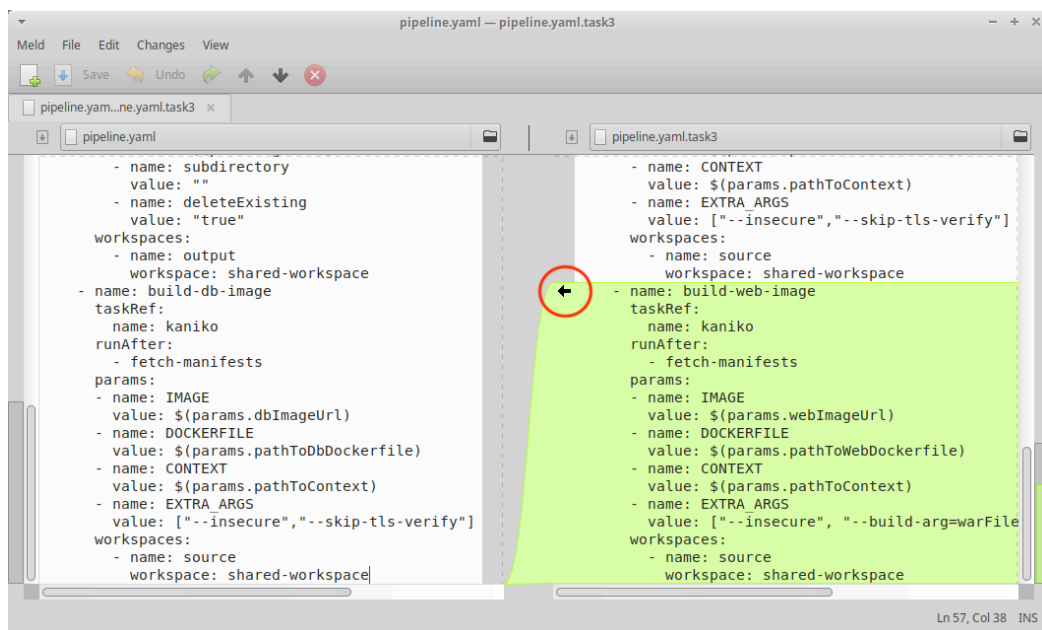 pipeline.yaml — pipeline.yaml.task3
Meld File Edit Changes View
Save Undo
pipeline.yam...ne.yaml.task3
pipeline.yaml
- name: subdirectory
value: ""
- name: deleteExisting
value: "true"
workspaces:
- name: output
workspace: shared-workspace
- name: build-db-image
taskRef:
name: kaniko
runAfter:
- fetch-manifests
params:
- name: IMAGE
value: $(params.dbImageUrl)
- name: DOCKERFILE
value: $(params.pathToDbDockerfile)
- name: CONTEXT
value: $(params.pathToContext)
- name: EXTRA_ARGS
value: ["--insecure","--skip-tls-verify"]
workspaces:
- name: source
workspace: shared-workspace
pipeline.yaml.task3
- name: CONTEXT
value: $(params.pathToContext)
- name: EXTRA_ARGS
value: ["--insecure","--skip-tls-verify"]
workspaces:
- name: source
workspace: shared-workspace
- name: build-web-image
taskRef:
name: kaniko
runAfter:
- fetch-manifests
params:
- name: IMAGE
value: $(params.webImageUrl)
- name: DOCKERFILE
value: $(params.pathToWebDockerfile)
- name: CONTEXT
value: $(params.pathToContext)
- name: EXTRA_ARGS
value: ["--insecure", "--build-arg=warFile
workspaces:
- name: source
workspace: shared-workspace
Ln 57, Col 38 INS